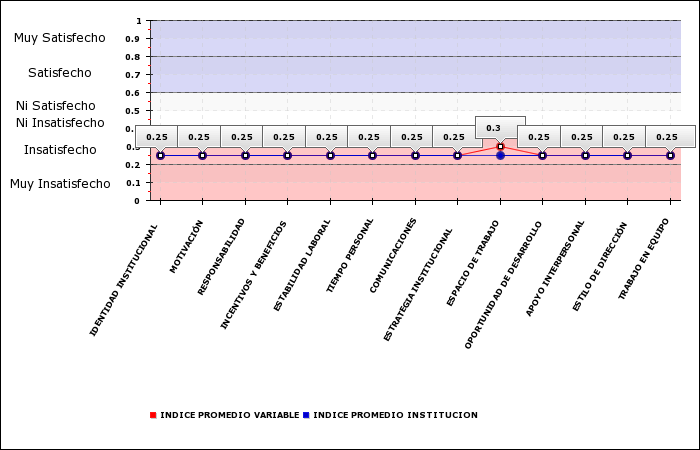 1
Muy Satisfecho
0.9
0.8
Satisfecho
0.7
0.6
Ni Satisfecho
0.5
Ni Insatisfecho
0.25 0.25 0.25 0.25 0.25 0.25 0.25 0.25 0.3 0.25 0.25 0.25 0.25
Insatisfecho
0.2
Muy Insatisfecho
0.1
0
IDENTIDAD INSTITUCIONAL
MOTIVACIÓN
RESPONSABILIDAD
INCENTIVOS Y BENEFICIOS
ESTABILIDAD LABORAL
TIEMPO PERSONAL
COMUNICACIONES
ESTRATEGIA INSTITUCIONAL
ESPACIO DE TRABAJO
OPORTUNIDAD DE DESARROLLO
APOYO INTERPERSONAL
ESTILO DE DIRECCIÓN
TRABAJO EN EQUIPO
INDICE PROMEDIO VARIABLE INDICE PROMEDIO INSTITUCION